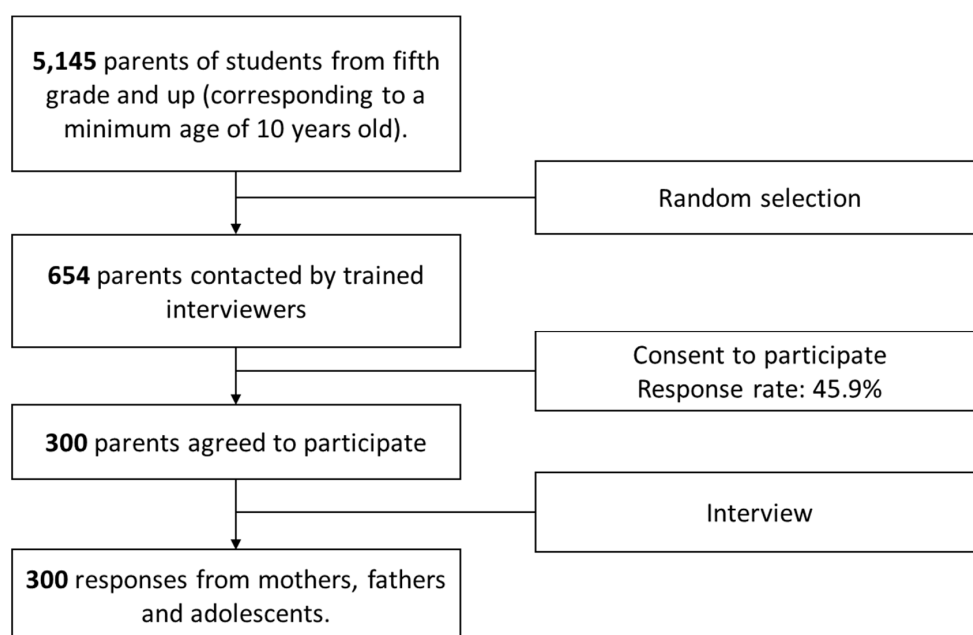 5,145 parents of students from fifth
grade and up (corresponding to a
minimum age of 10 years old).
Random selection
654 parents contacted by trained
interviewers
Consent to participate
Response rate: 45.9%
300 parents agreed to participate
Interview
300 responses from mothers, fathers
and adolescents.